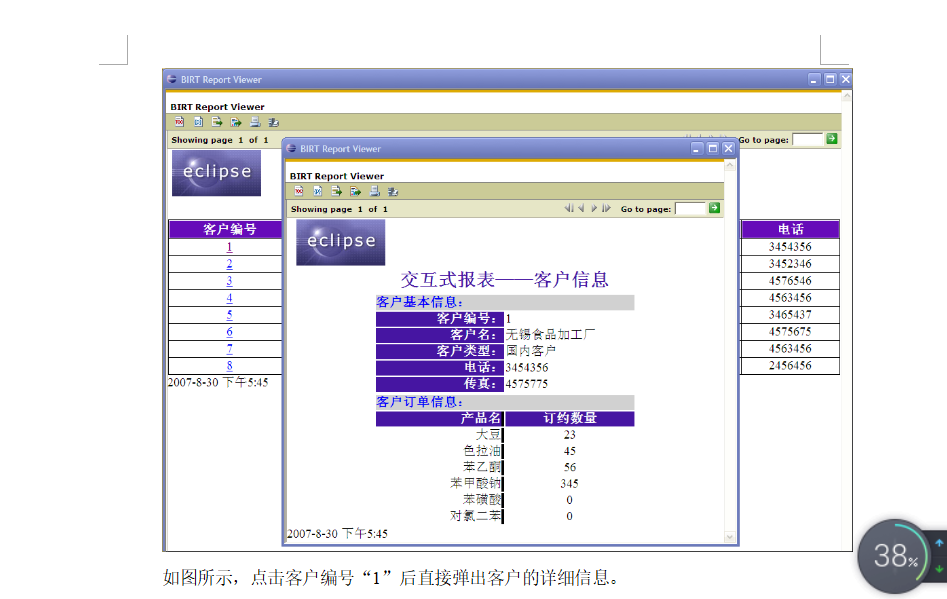 BIRT Report Viewer
BIRT Report Viewer
Showing page 1 of 1
Go to page:
eclipse
客户编号
电话
1
3454356
2
3452346
3
4576546
4
4563456
5
3465437
6
4575675
7
4563456
8
2456456
2007-8-30 下午5:45
BIRT Report Viewer
BIRT Report Viewer
Showing page 1 of 1
Go to page:
eclipse
交互式报表——客户信息
客户基本信息:
客户编号: 1
客户名: 无锡食品加工厂
客户类型: 国内客户
电话: 3454356
传真: 4575775
客户订单信息:
产品名 订约数量
大豆 23
色拉油 45
苯乙酮 56
苯甲酸钠 345
苯磺酸 0
对氯二苯 0
2007-8-30 下午5:45
如图所示，点击客户编号“1”后直接弹出客户的详细信息。
38%